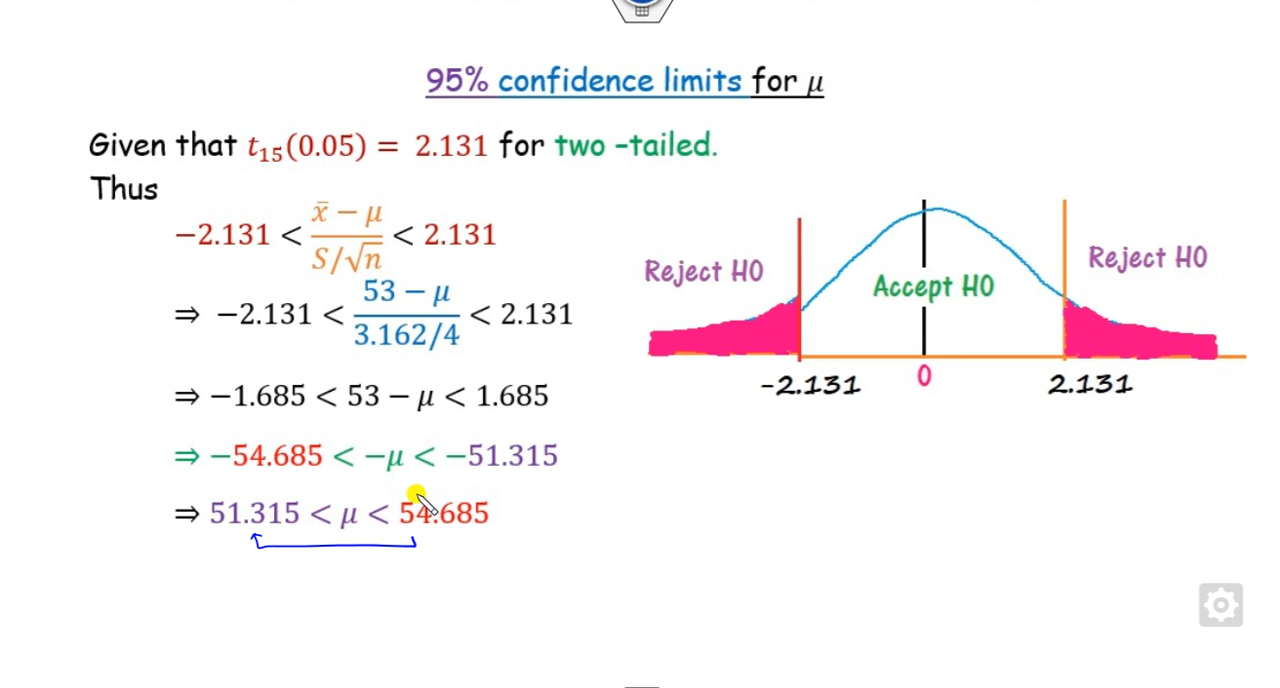 95% confidence limits for μ
Given that t₁₅(0.05) = 2.131 for two –tailed.
Thus
−2.131 < (x̄ − μ)/(S/√n) < 2.131
⇒ −2.131 < (53 − μ)/(3.162/4) < 2.131
⇒ −1.685 < 53 − μ < 1.685
⇒ −54.685 < −μ < −51.315
⇒ 51.315 < μ < 54.685
Reject H0
Accept H0
Reject H0
-2.131
0
2.131